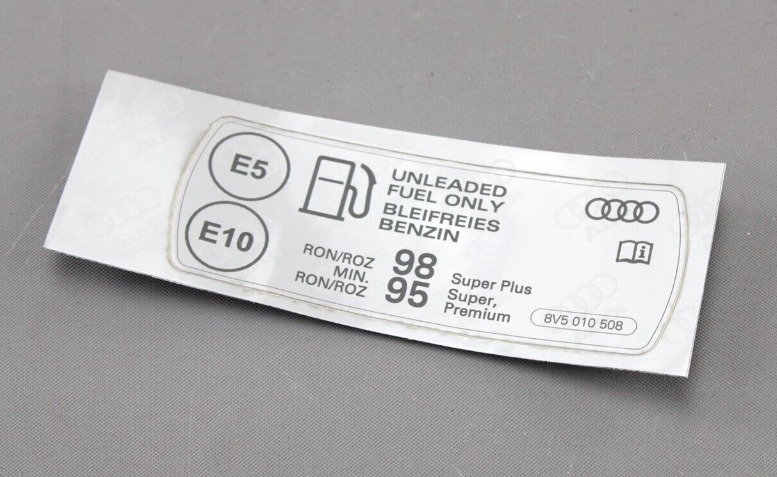 E5
E10
UNLEADED
FUEL ONLY
BLEIFREIES
BENZIN
RON/ROZ 98 Super Plus
MIN.
RON/ROZ 95 Super,
Premium
i
8V5 010 508